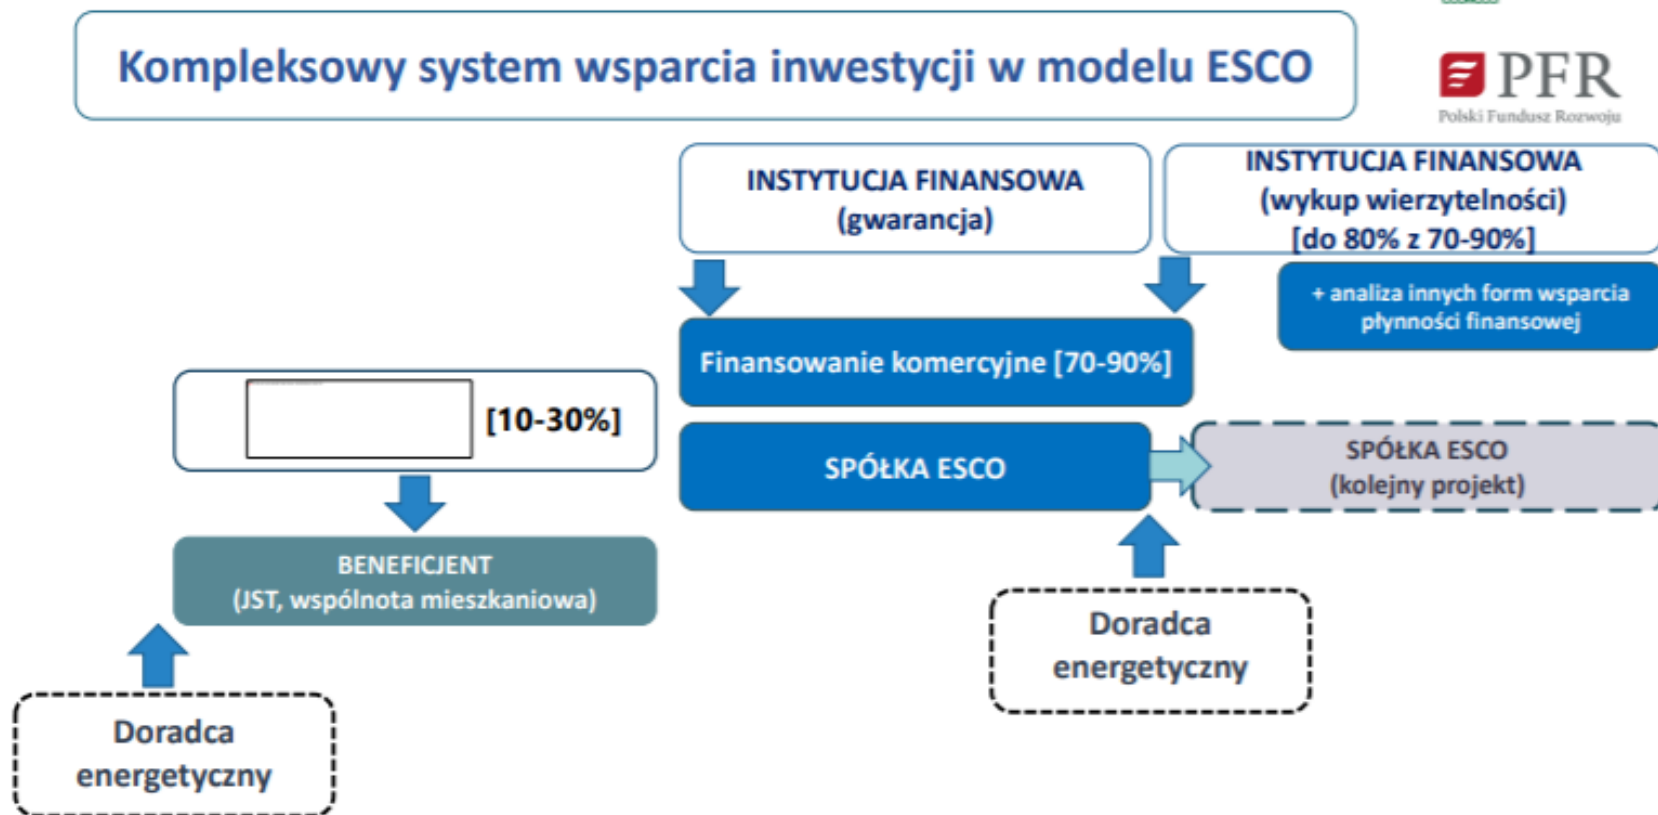 Kompleksowy system wsparcia inwestycji w modelu ESCO
PFR
Polski Fundusz Rozwoju
INSTYTUCJA FINANSOWA
(gwarancja)
INSTYTUCJA FINANSOWA
(wykup wierzytelności)
[do 80% z 70-90%]
+ analiza innych form wsparcia
płynności finansowej
Finansowanie komercyjne [70-90%]
[10-30%]
SPÓŁKA ESCO
SPÓŁKA ESCO
(kolejny projekt)
BENEFICJENT
(JST, wspólnota mieszkaniowa)
Doradca
energetyczny
Doradca
energetyczny